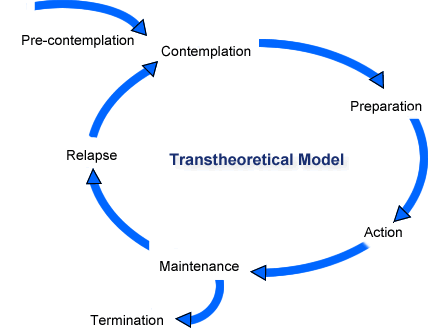 Pre-contemplation
Contemplation
Preparation
Relapse
Transtheoretical Model
Action
Maintenance
Termination